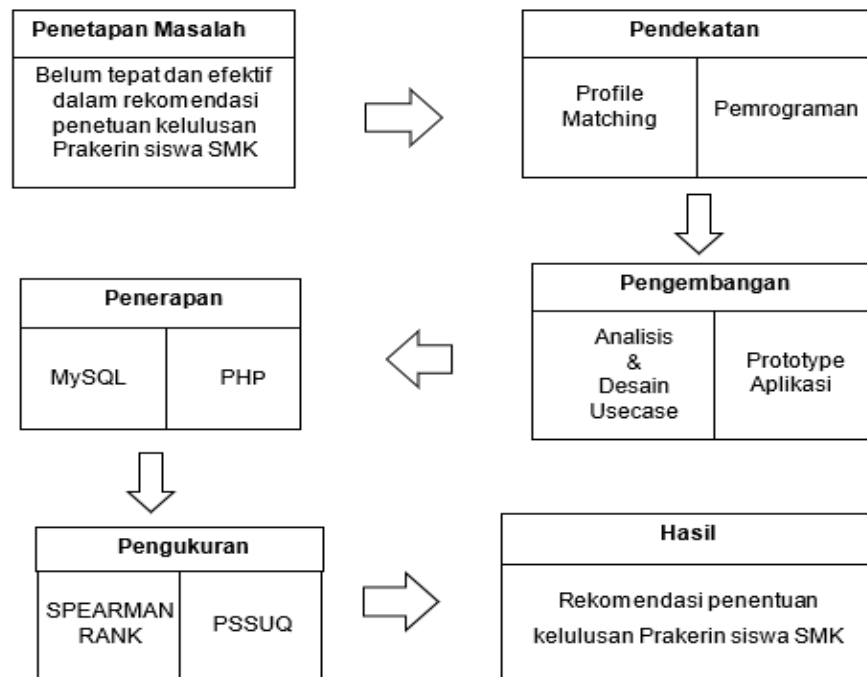 Penetapan Masalah
Belum tepat dan efektif
dalam rekomendasi
penetuan kelulusan
Prakerin siswa SMK
Pendekatan
Profile
Matching
Pemrograman
Pengembangan
Analisis
&
Desain
Usecase
Prototype
Aplikasi
Penerapan
MySQL
PHP
Pengukuran
SPEARMAN
RANK
PSSUQ
Hasil
Rekomendasi penentuan
kelulusan Prakerin siswa SMK